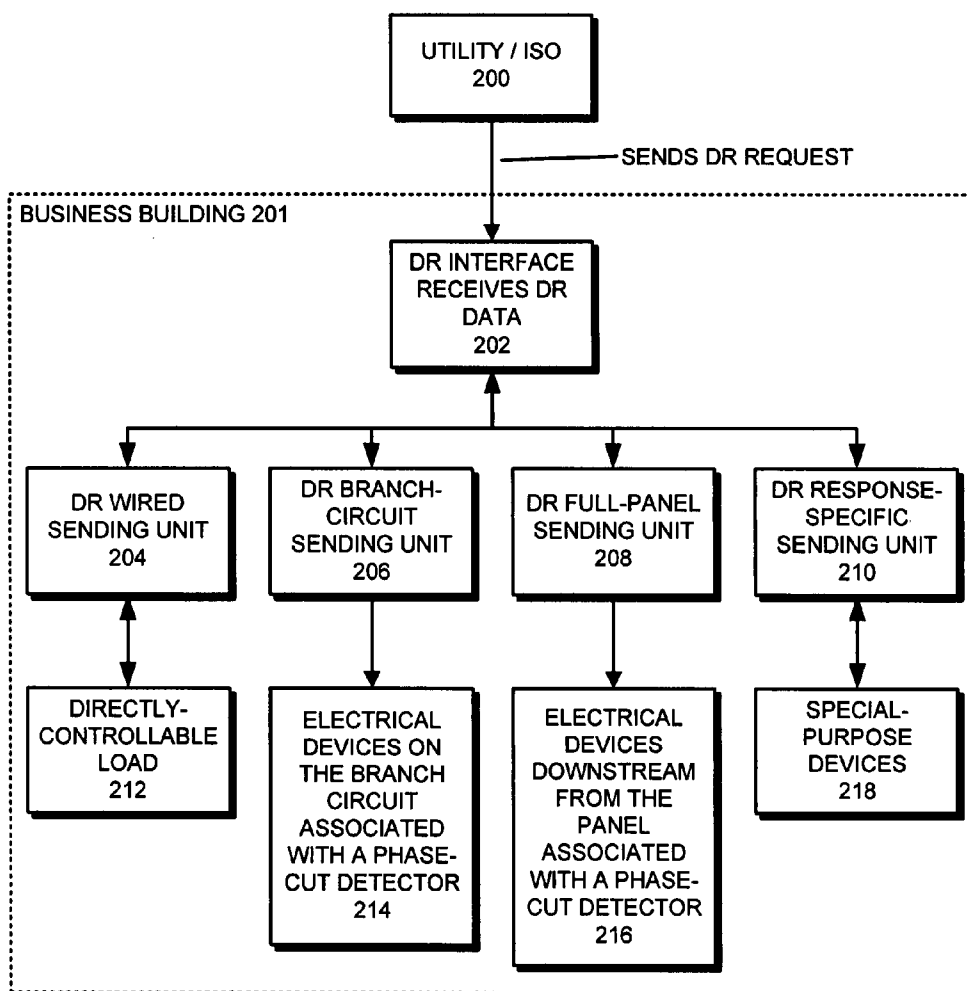 UTILITY / ISO
200
SENDS DR REQUEST
BUSINESS BUILDING 201
DR INTERFACE
RECEIVES DR
DATA
202
DR WIRED
SENDING UNIT
204
DR BRANCH-
CIRCUIT
SENDING UNIT
206
DR FULL-PANEL
SENDING UNIT
208
DR RESPONSE-
SPECIFIC
SENDING UNIT
210
DIRECTLY-
CONTROLLABLE
LOAD
212
ELECTRICAL
DEVICES ON
THE BRANCH
CIRCUIT
ASSOCIATED
WITH A PHASE-
CUT DETECTOR
214
ELECTRICAL
DEVICES
DOWNSTREAM
FROM THE
PANEL
ASSOCIATED
WITH A PHASE-
CUT DETECTOR
216
SPECIAL-
PURPOSE
DEVICES
218